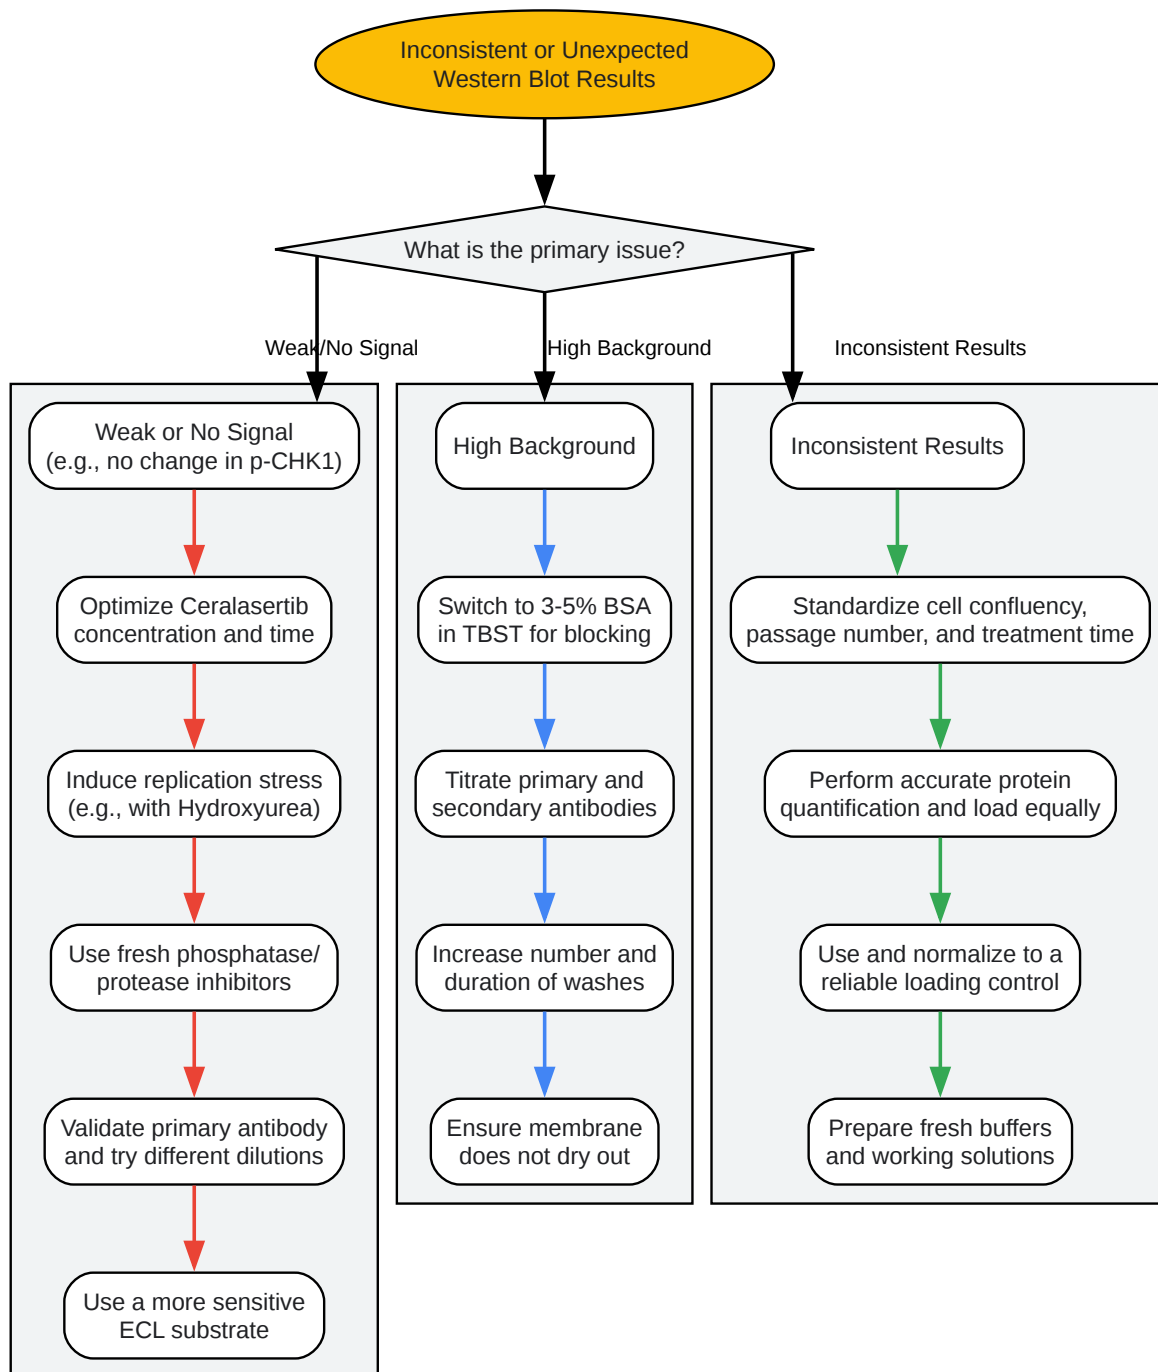 Inconsistent or Unexpected
Western Blot Results
What is the primary issue?
Weak/No Signal
High Background
Inconsistent Results
Weak or No Signal
(e.g., no change in p-CHK1)
Optimize Ceralasertib
concentration and time
Induce replication stress
(e.g., with Hydroxyurea)
Use fresh phosphatase/
protease inhibitors
Validate primary antibody
and try different dilutions
Use a more sensitive
ECL substrate
High Background
Switch to 3-5% BSA
in TBST for blocking
Titrate primary and
secondary antibodies
Increase number and
duration of washes
Ensure membrane
does not dry out
Inconsistent Results
Standardize cell confluency,
passage number, and treatment time
Perform accurate protein
quantification and load equally
Use and normalize to a
reliable loading control
Prepare fresh buffers
and working solutions